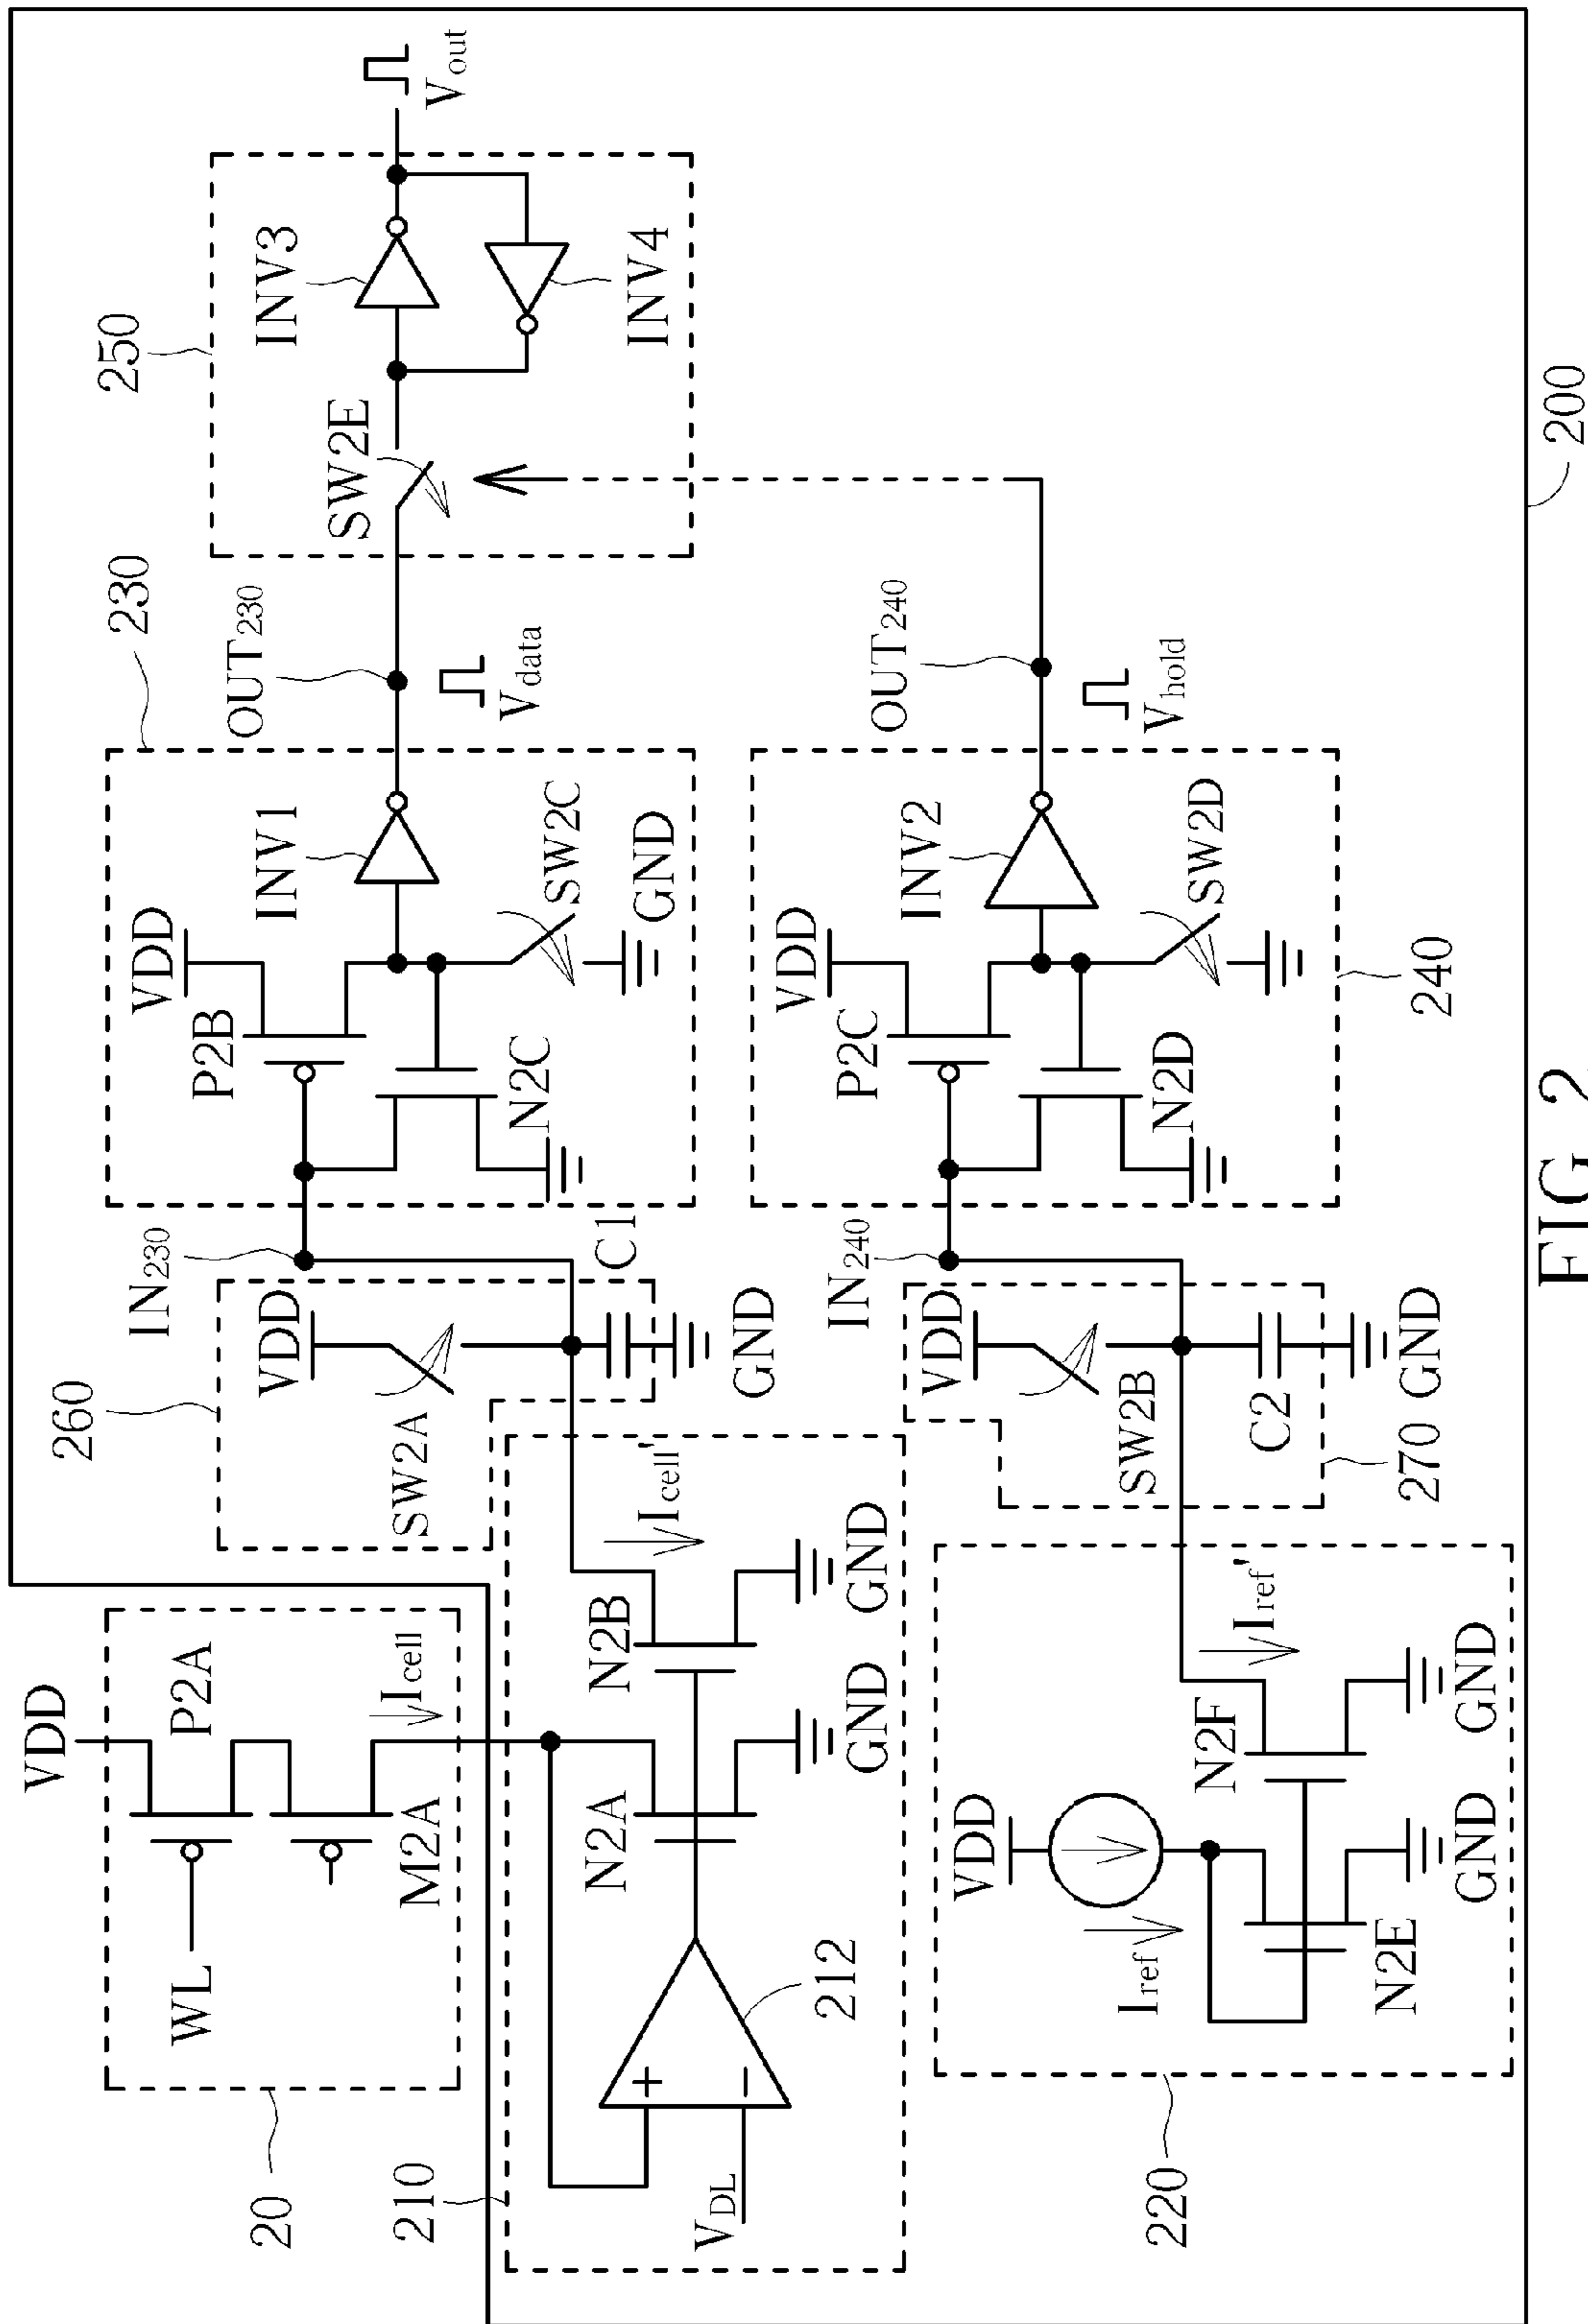 VDD
P2A
WL
M2A
Icell
20
210
VDL
212
N2A
N2B
Icell'
GND
GND
260
VDD
SW2A
C1
GND
IN230
230
VDD
P2B
N2C
INV1
SW2C
GND
OUT230
Vdata
250
SW2E
INV3
INV4
Vout
220
VDD
Iref
N2E
N2F
Iref'
GND
GND
270
VDD
SW2B
C2
GND
IN240
240
VDD
P2C
N2D
INV2
SW2D
OUT240
Vhold
200
FIG. 2